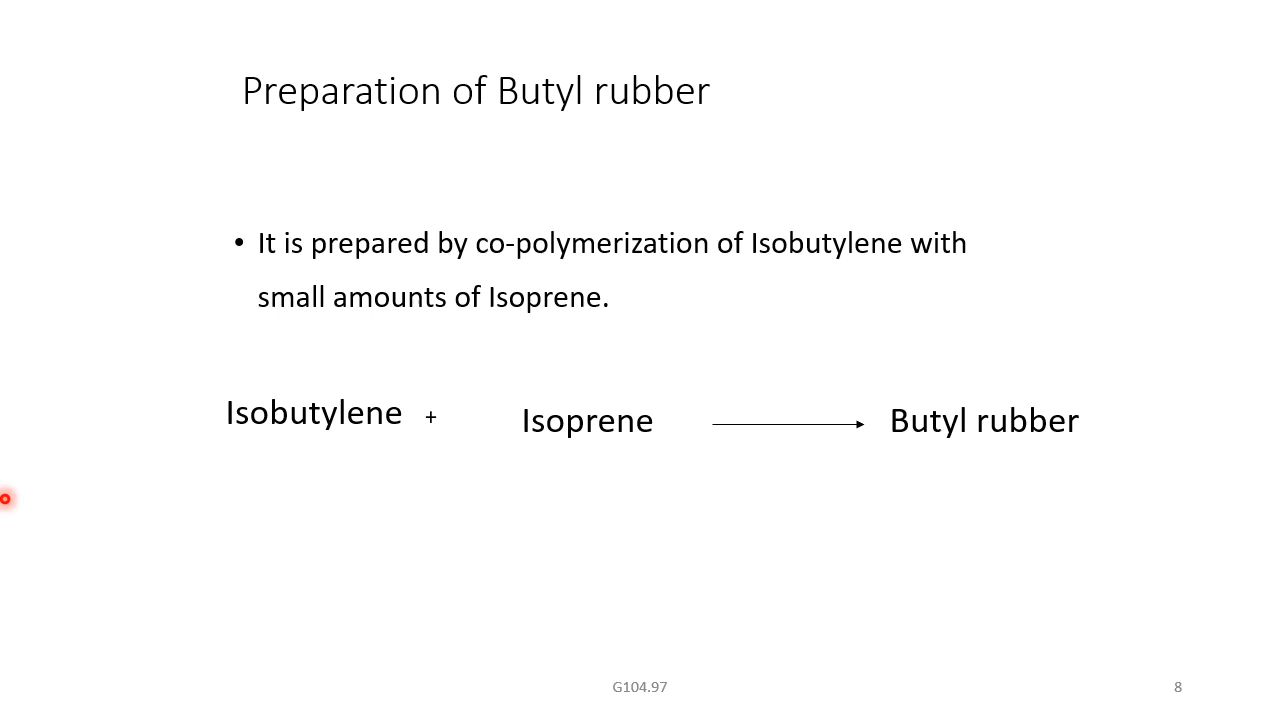 Preparation of Butyl rubber
• It is prepared by co-polymerization of Isobutylene with
small amounts of Isoprene.
Isobutylene + Isoprene Butyl rubber
G104.97 8